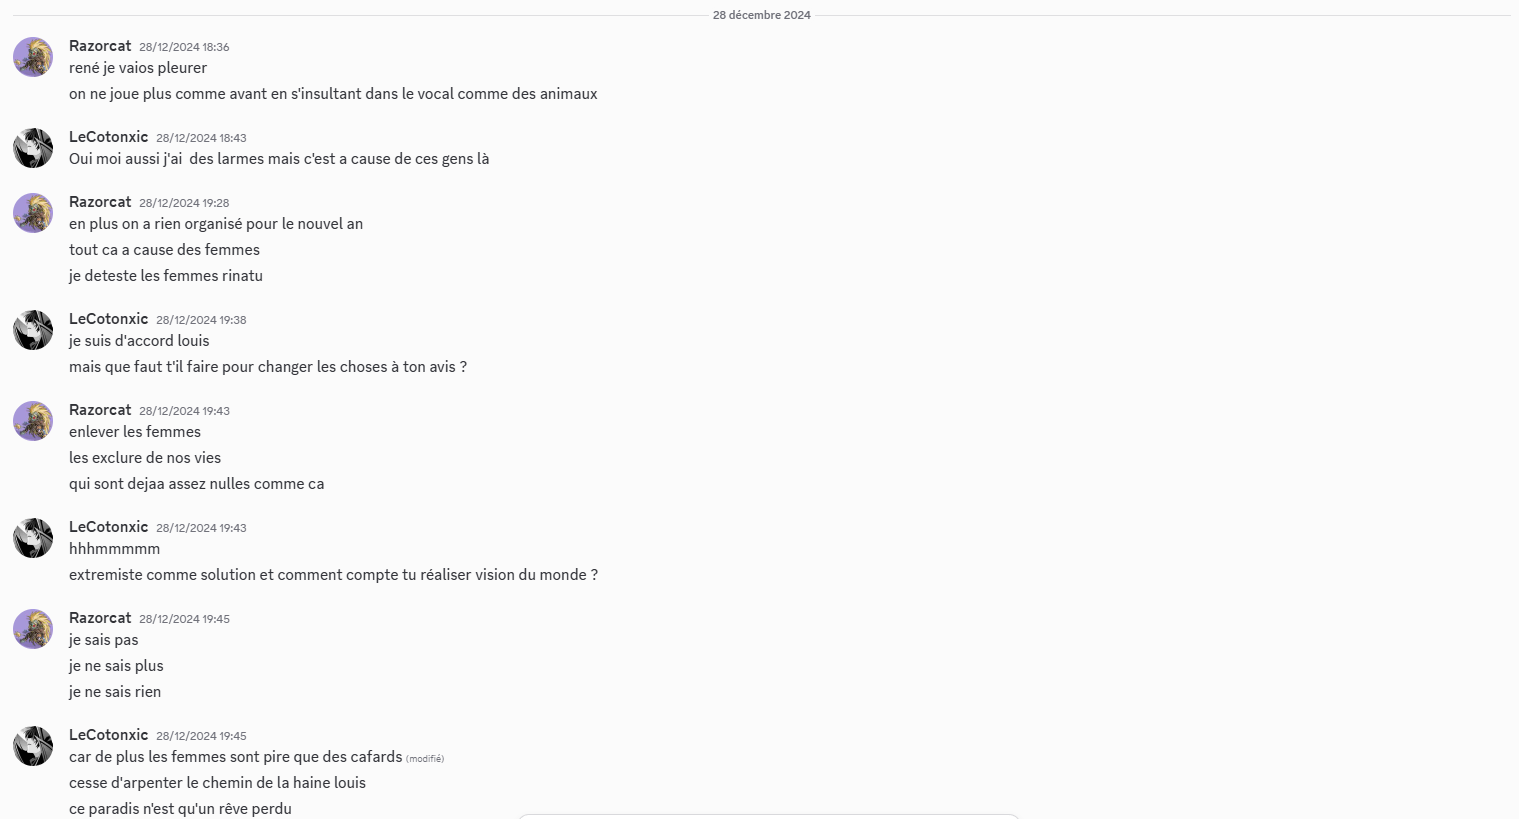 28 décembre 2024
Razorcat 28/12/2024 18:36
rené je vaios pleurer
on ne joue plus comme avant en s'insultant dans le vocal comme des animaux
LeCotonxic 28/12/2024 18:43
Oui moi aussi j'ai  des larmes mais c'est a cause de ces gens là
Razorcat 28/12/2024 19:28
en plus on a rien organisé pour le nouvel an
tout ca a cause des femmes
je deteste les femmes rinatu
LeCotonxic 28/12/2024 19:38
je suis d'accord louis
mais que faut t'il faire pour changer les choses à ton avis ?
Razorcat 28/12/2024 19:43
enlever les femmes
les exclure de nos vies
qui sont dejaa assez nulles comme ca
LeCotonxic 28/12/2024 19:43
hhhmmmmm
extremiste comme solution et comment compte tu réaliser vision du monde ?
Razorcat 28/12/2024 19:45
je sais pas
je ne sais plus
je ne sais rien
LeCotonxic 28/12/2024 19:45
car de plus les femmes sont pire que des cafards (modifié)
cesse d'arpenter le chemin de la haine louis
ce paradis n'est qu'un rêve perdu